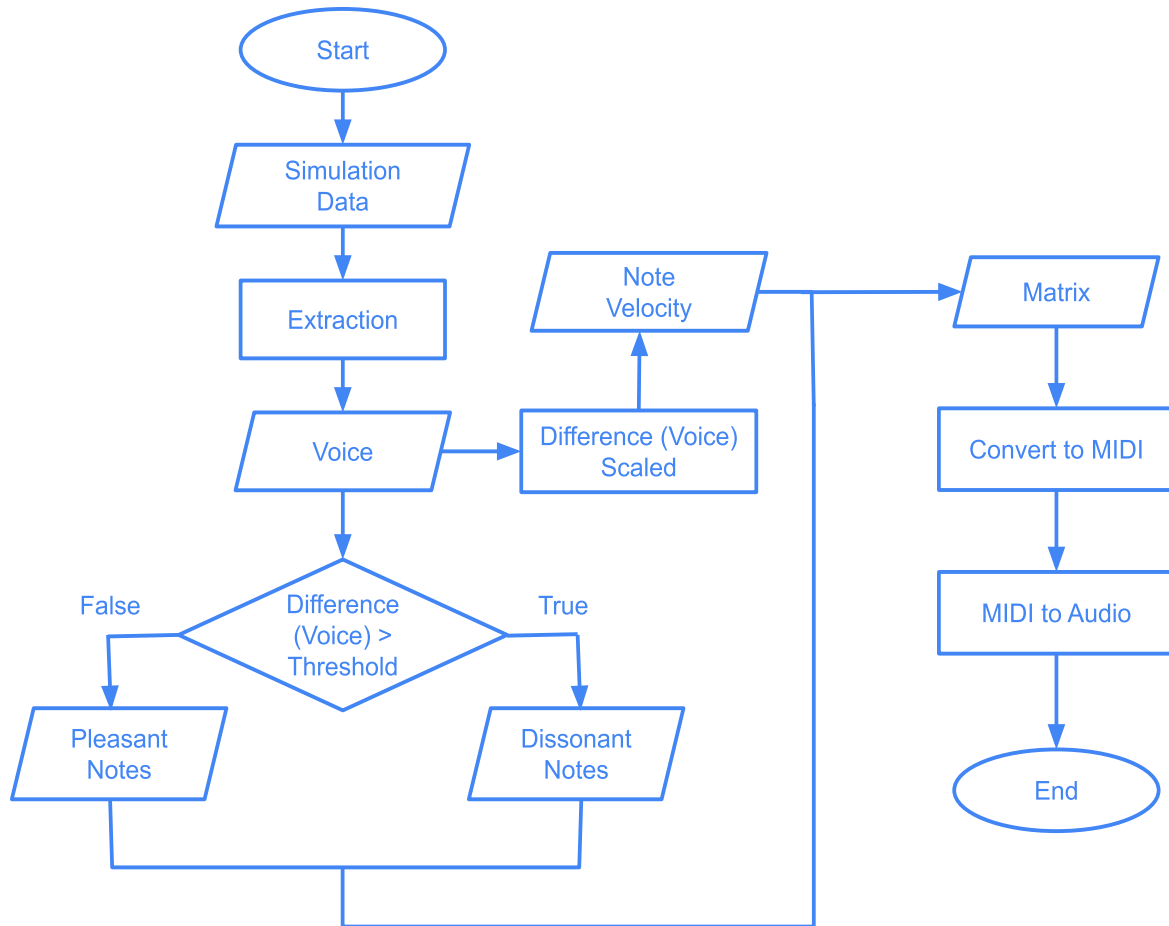 Start
Simulation
Data
Extraction
Voice
Difference (Voice)
Scaled
Note
Velocity
Matrix
Convert to MIDI
MIDI to Audio
End
Difference
(Voice) >
Threshold
False
True
Pleasant
Notes
Dissonant
Notes